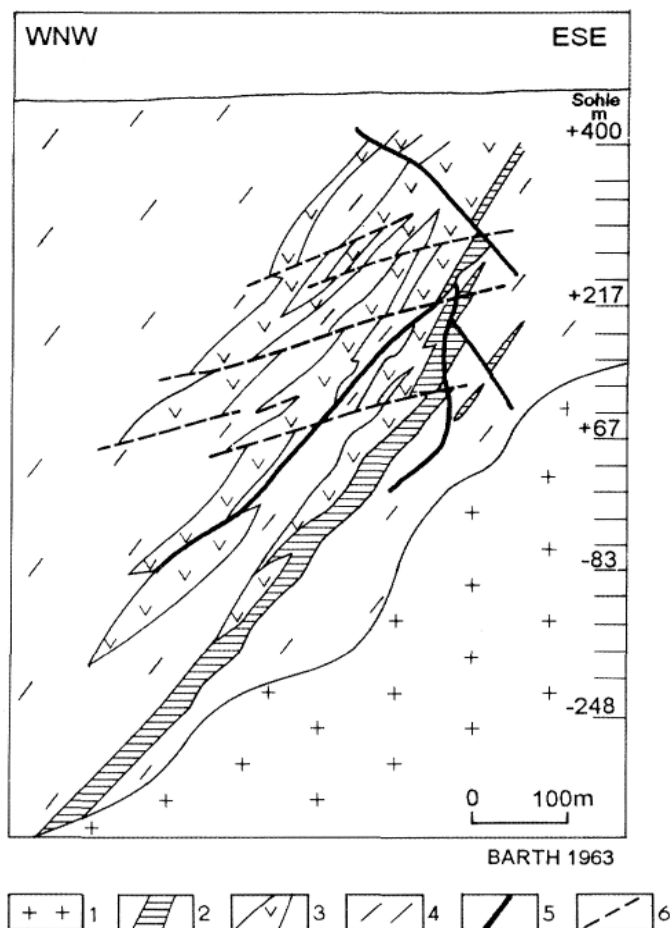 WNW ESE
Sohle
m
+400
+217
+67
-83
-248
0 100m
BARTH 1963
1 2 3 4 5 6